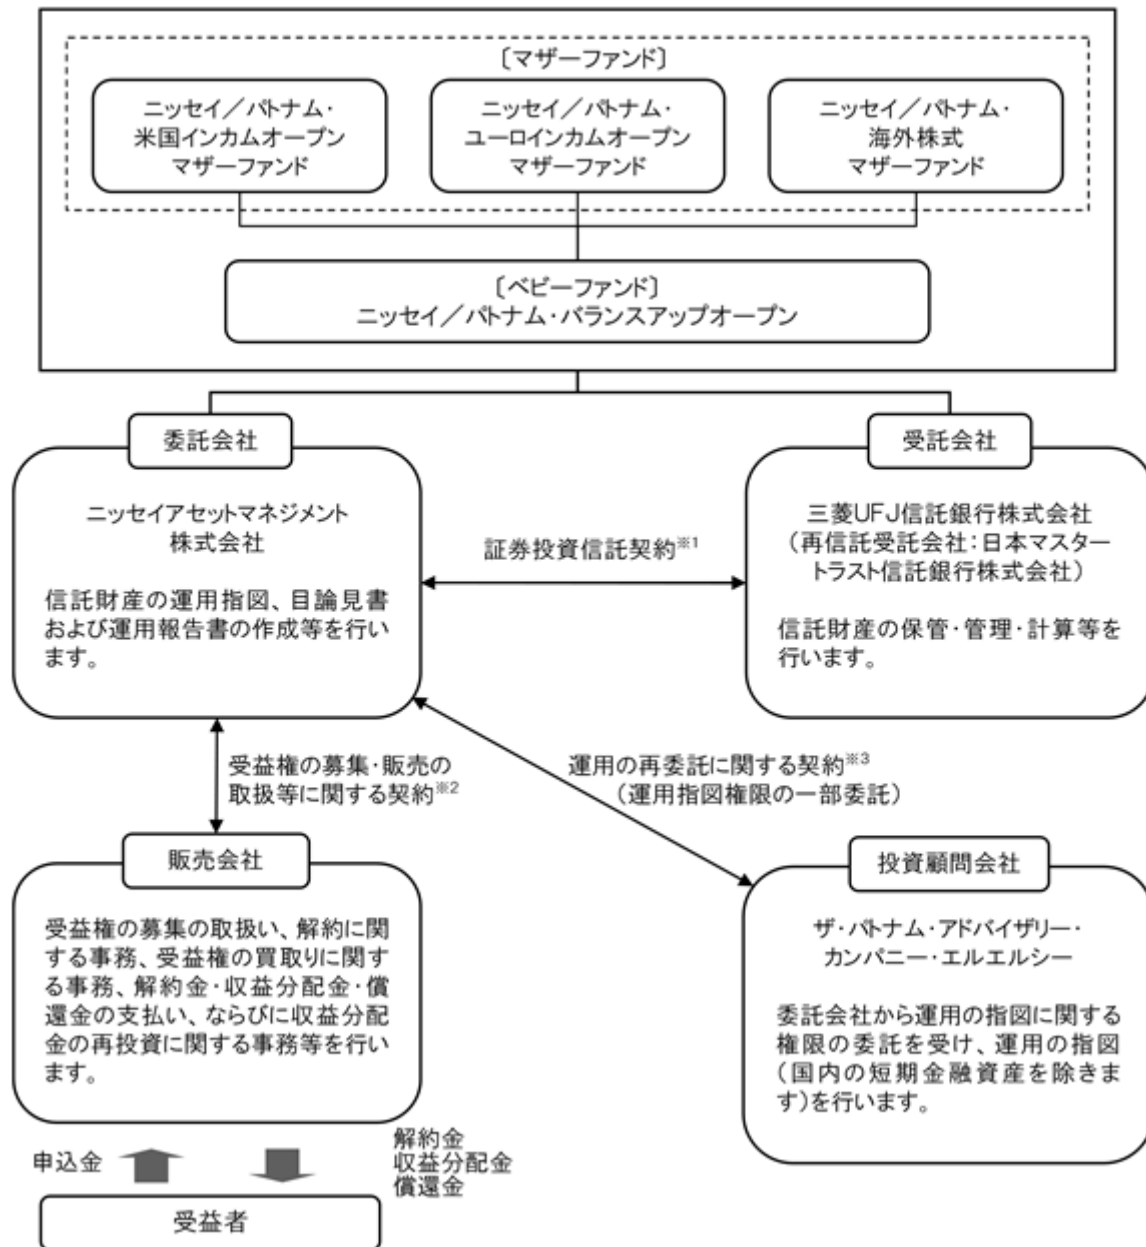 〔マザーファンド〕
ニッセイ／パトナム・
米国インカムオープン
マザーファンド
ニッセイ／パトナム・
ユーロインカムオープン
マザーファンド
ニッセイ／パトナム・
海外株式
マザーファンド
〔ベビーファンド〕
ニッセイ／パトナム・バランスアップオープン
委託会社
ニッセイアセットマネジメント
株式会社
信託財産の運用指図、目論見書
および運用報告書の作成等を行い
ます。
証券投資信託契約※1
受託会社
三菱UFJ信託銀行株式会社
（再信託受託会社：日本マスター
トラスト信託銀行株式会社）
信託財産の保管・管理・計算等を
行います。
受益権の募集・販売の
取扱等に関する契約※2
運用の再委託に関する契約※3
（運用指図権限の一部委託）
販売会社
受益権の募集の取扱い、解約に関
する事務、受益権の買取りに関す
る事務、解約金・収益分配金・償
還金の支払い、ならびに収益分配
金の再投資に関する事務等を行い
ます。
投資顧問会社
ザ・パトナム・アドバイザリー・
カンパニー・エルエルシー
委託会社から運用の指図に関する
権限の委託を受け、運用の指図
（国内の短期金融資産を除きま
す）を行います。
申込金
解約金
収益分配金
償還金
受益者